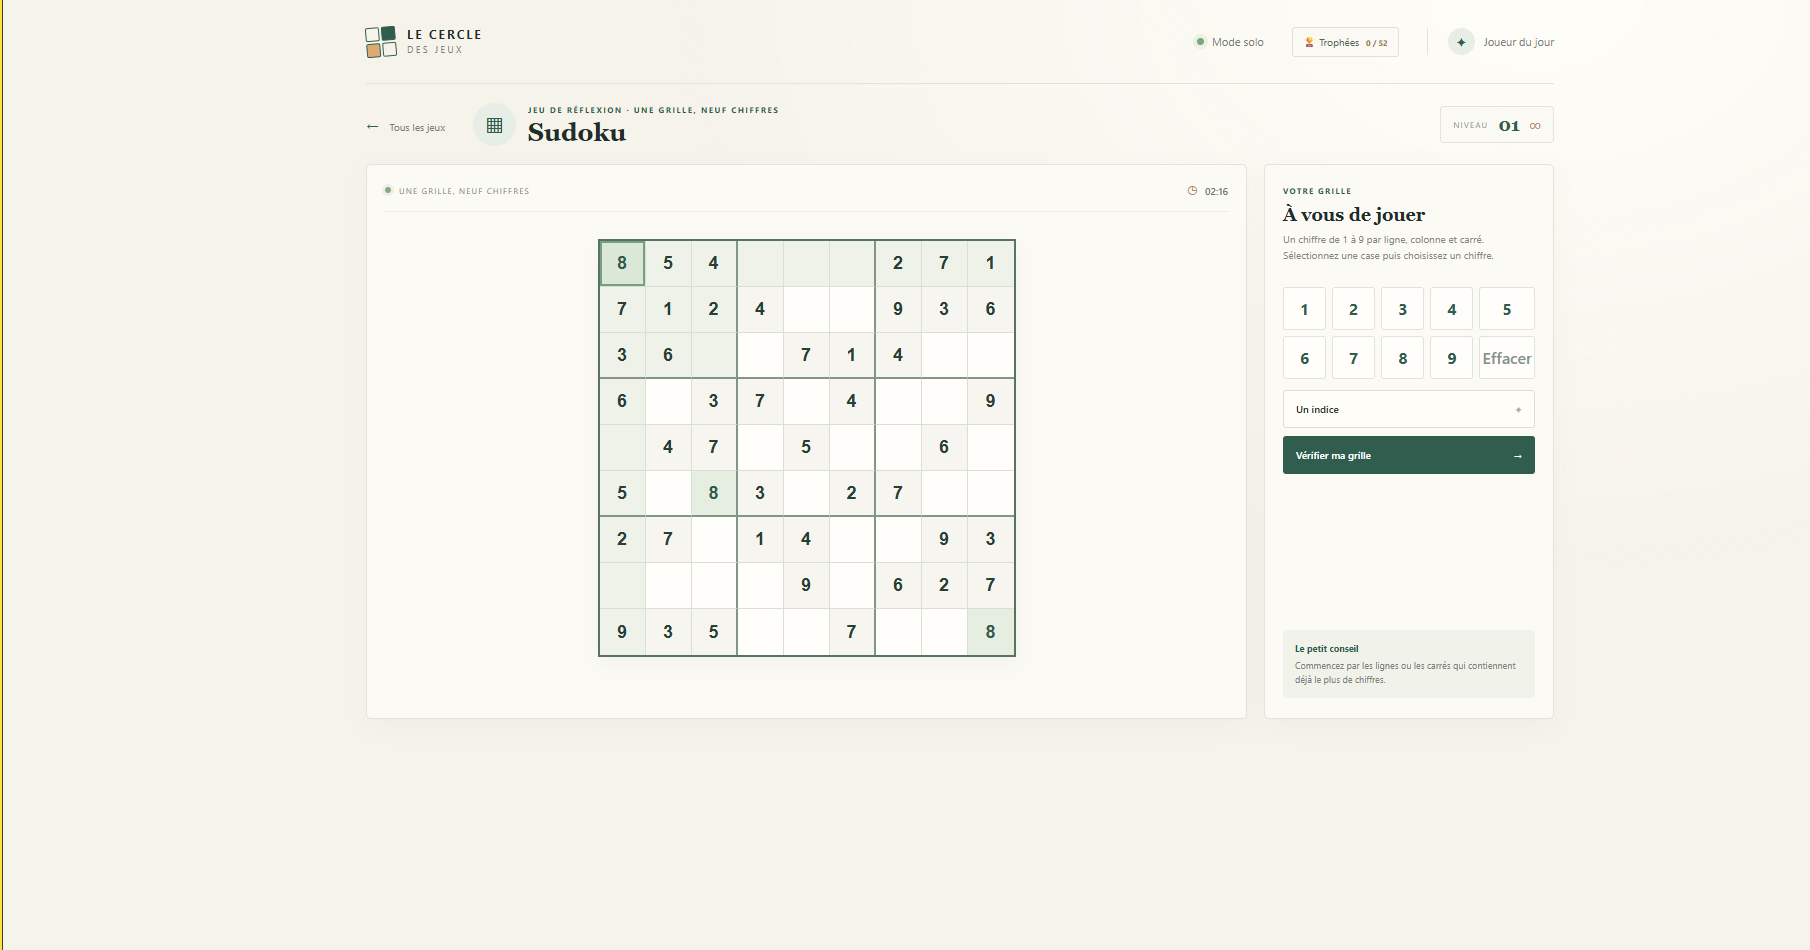 LE CERCLE
DES JEUX
Mode solo
Trophées 0 / 52
Joueur du jour
← Tous les jeux
JEU DE RÉFLEXION · UNE GRILLE, NEUF CHIFFRES
Sudoku
NIVEAU 01 ∞
UNE GRILLE, NEUF CHIFFRES
02:16
8 5 4 2 7 1
7 1 2 4 9 3 6
3 6 7 1 4
6 3 7 4 9
4 7 5 6
5 8 3 2 7
2 7 1 4 9 3
9 6 2 7
9 3 5 7 8
VOTRE GRILLE
À vous de jouer
Un chiffre de 1 à 9 par ligne, colonne et carré.
Sélectionnez une case puis choisissez un chiffre.
1 2 3 4 5
6 7 8 9 Effacer
Un indice
Vérifier ma grille →
Le petit conseil
Commencez par les lignes ou les carrés qui contiennent
déjà le plus de chiffres.